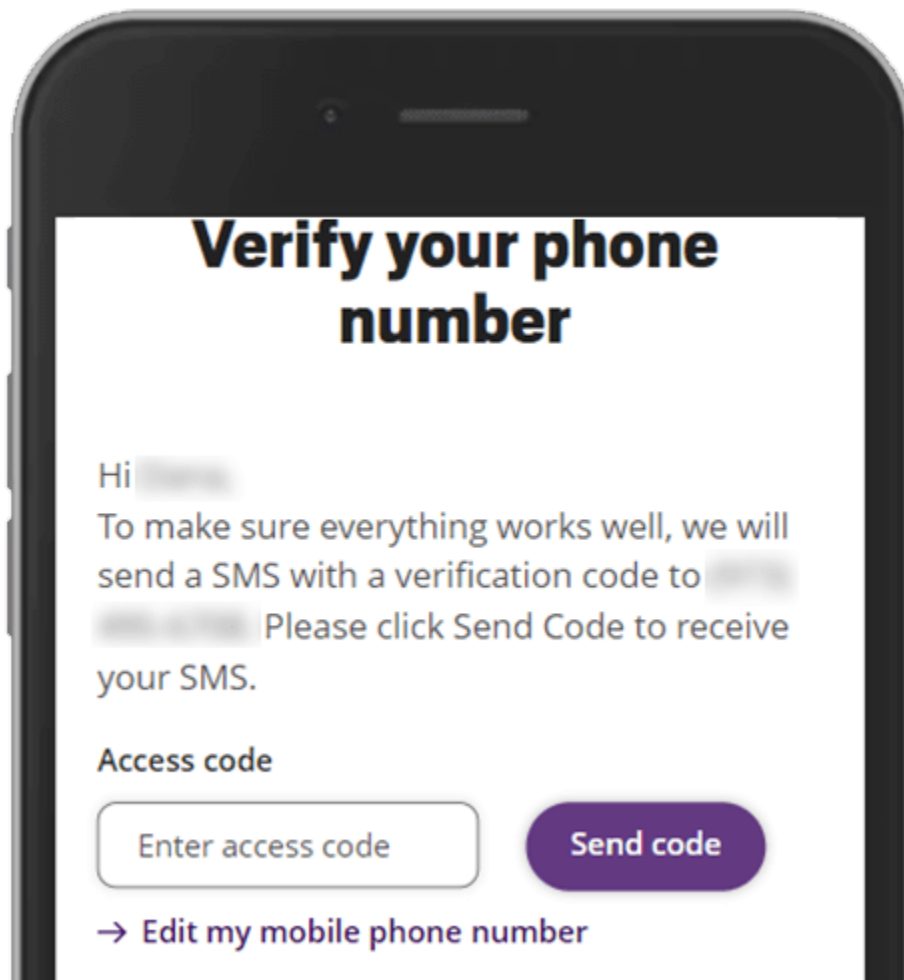 Verify your phone
number
Hi
To make sure everything works well, we will
send a SMS with a verification code to
Please click Send Code to receive
your SMS.
Access code
Enter access code
Send code
→ Edit my mobile phone number